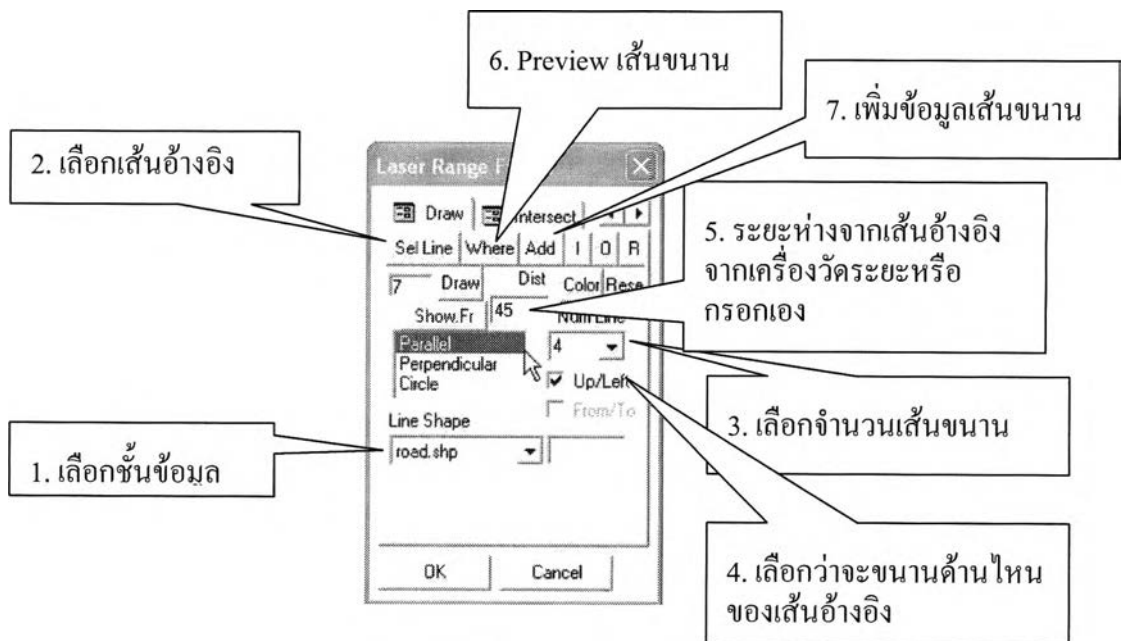 6. Preview เส้นขนาน
7. เพิ่มข้อมูลเส้นขนาน
2. เลือกเส้นอ้างอิง
Laser Range F
Draw Intersect
Sel Line Where Add I O R
5. ระยะห่างจากเส้นอ้างอิง
จากเครื่องวัดระยะหรือ
กรอกเอง
7 Draw Dist Color Rese
Show.Fr 45 Num Line
Parallel 4
Perpendicular
Circle
Up/Left
From/To
3. เลือกจำนวนเส้นขนาน
Line Shape
road.shp
1. เลือกชั้นข้อมูล
OK Cancel
4. เลือกว่าจะขนานด้านไหน
ของเส้นอ้างอิง